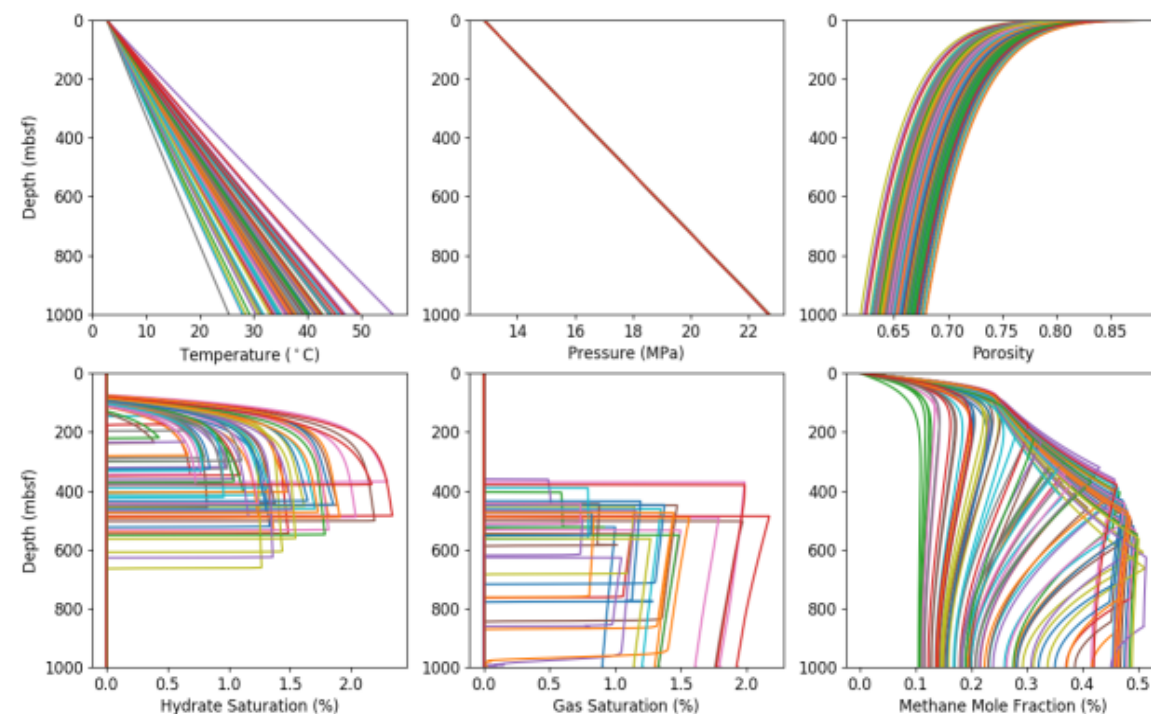 0
200
400
600
800
1000
Depth (mbsf)
0 10 20 30 40 50
Temperature (°C)
0
200
400
600
800
1000
14 16 18 20 22
Pressure (MPa)
0
200
400
600
800
1000
0.65 0.70 0.75 0.80 0.85
Porosity
0
200
400
600
800
1000
Depth (mbsf)
0.0 0.5 1.0 1.5 2.0
Hydrate Saturation (%)
0
200
400
600
800
1000
0.0 0.5 1.0 1.5 2.0
Gas Saturation (%)
0
200
400
600
800
1000
0.0 0.1 0.2 0.3 0.4 0.5
Methane Mole Fraction (%)